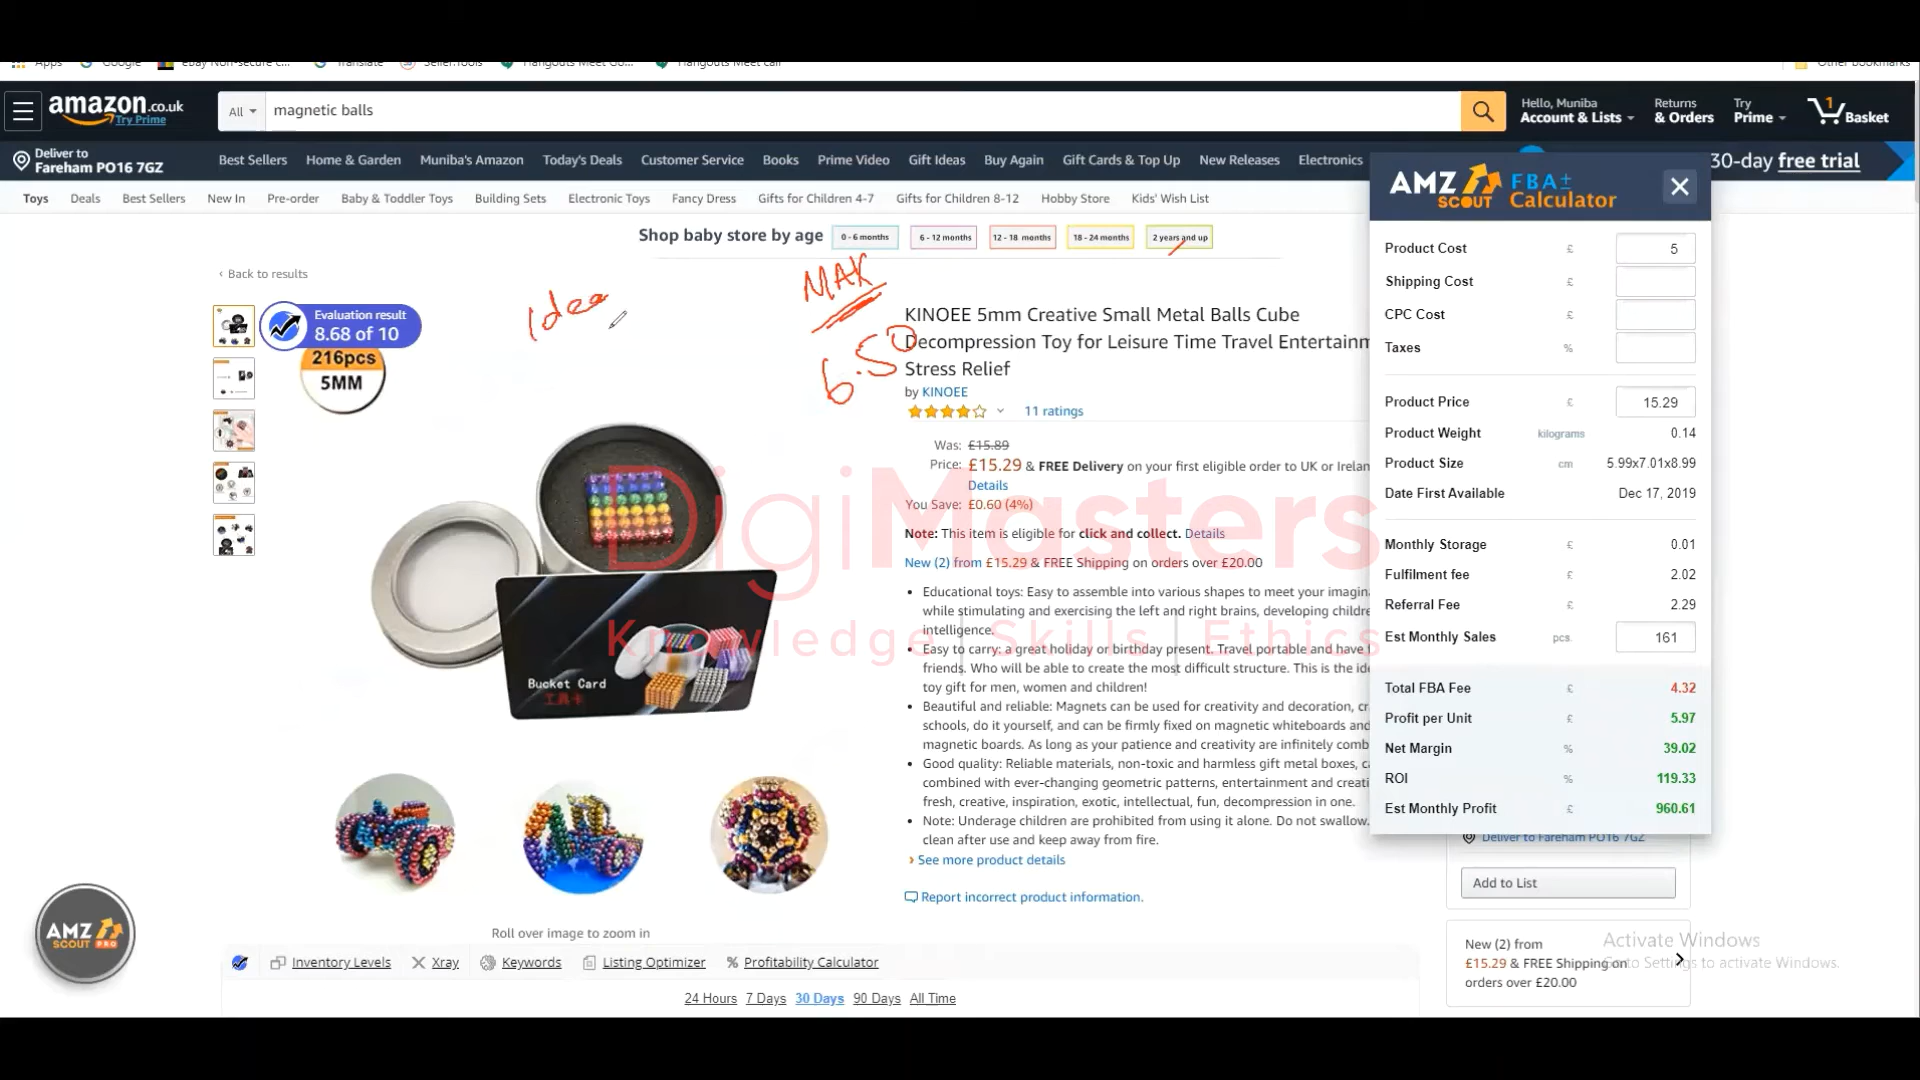 Apps Google eBay Non-secure c... Translate Seller.Tools Hangouts Meet Go... Hangouts Meet call Other bookmarks
amazon.co.uk
Try Prime
All
magnetic balls
Hello, Muniba
Account & Lists
Returns
& Orders
Try
Prime
1
Basket
Deliver to
Fareham PO16 7GZ
Best Sellers Home & Garden Muniba's Amazon Today's Deals Customer Service Books Prime Video Gift Ideas Buy Again Gift Cards & Top Up New Releases Electronics
30-day free trial
Toys Deals Best Sellers New In Pre-order Baby & Toddler Toys Building Sets Electronic Toys Fancy Dress Gifts for Children 4-7 Gifts for Children 8-12 Hobby Store Kids' Wish List
Shop baby store by age 0 - 6 months 6 - 12 months 12 - 18 months 18 - 24 months 2 years and up
‹ Back to results
Evaluation result
8.68 of 10
216pcs
5MM
Idea
MAK
6.50
Bucket Card
工具卡
Roll over image to zoom in
KINOEE 5mm Creative Small Metal Balls Cube
Decompression Toy for Leisure Time Travel Entertainm
Stress Relief
by KINOEE
11 ratings
Was: £15.89
Price: £15.29 & FREE Delivery on your first eligible order to UK or Irelan
Details
You Save: £0.60 (4%)
Note: This item is eligible for click and collect. Details
New (2) from £15.29 & FREE Shipping on orders over £20.00
• Educational toys: Easy to assemble into various shapes to meet your imagina
while stimulating and exercising the left and right brains, developing childre
intelligence.
• Easy to carry: a great holiday or birthday present. Travel portable and have f
friends. Who will be able to create the most difficult structure. This is the ide
toy gift for men, women and children!
• Beautiful and reliable: Magnets can be used for creativity and decoration, cr
schools, do it yourself, and can be firmly fixed on magnetic whiteboards and
magnetic boards. As long as your patience and creativity are infinitely comb
• Good quality: Reliable materials, non-toxic and harmless gift metal boxes, ca
combined with ever-changing geometric patterns, entertainment and creati
fresh, creative, inspiration, exotic, intellectual, fun, decompression in one.
• Note: Underage children are prohibited from using it alone. Do not swallow.
clean after use and keep away from fire.
› See more product details
Report incorrect product information.
DigiMasters
Knowledge | Skills | Ethics
AMZ SCOUT FBA± Calculator
Product Cost £ 5
Shipping Cost £
CPC Cost £
Taxes %
Product Price £ 15.29
Product Weight kilograms 0.14
Product Size cm 5.99x7.01x8.99
Date First Available Dec 17, 2019
Monthly Storage £ 0.01
Fulfilment fee £ 2.02
Referral Fee £ 2.29
Est Monthly Sales pcs. 161
Total FBA Fee £ 4.32
Profit per Unit £ 5.97
Net Margin % 39.02
ROI % 119.33
Est Monthly Profit £ 960.61
Deliver to Fareham PO16 7GZ
Add to List
New (2) from
£15.29 & FREE Shipping on
orders over £20.00
Activate Windows
Go to Settings to activate Windows.
AMZ
SCOUT PRO
Inventory Levels Xray Keywords Listing Optimizer % Profitability Calculator
24 Hours 7 Days 30 Days 90 Days All Time